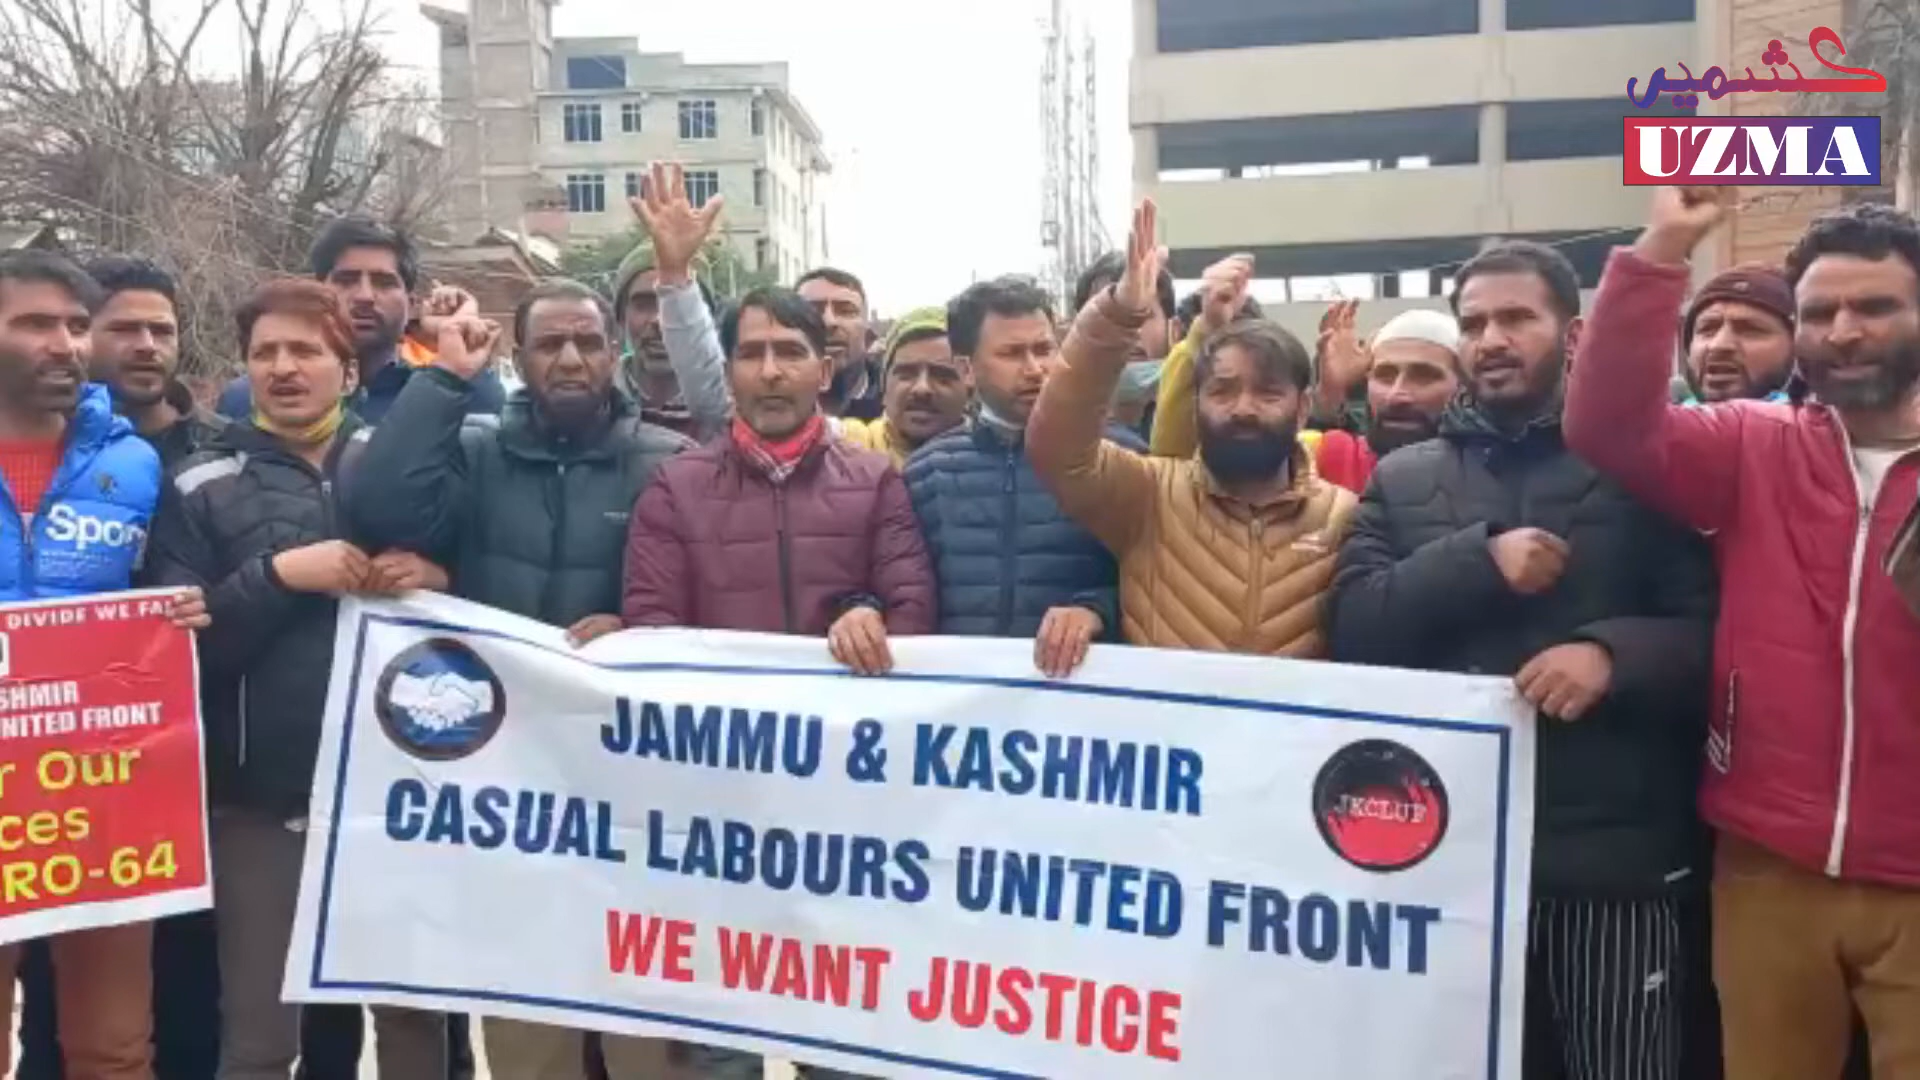 کشمیر
UZMA
Spor
DIVIDE WE FA
SHMIR
NITED FRONT
r Our
ces
RO-64
JAMMU & KASHMIR
CASUAL LABOURS UNITED FRONT
WE WANT JUSTICE
JKCLUF